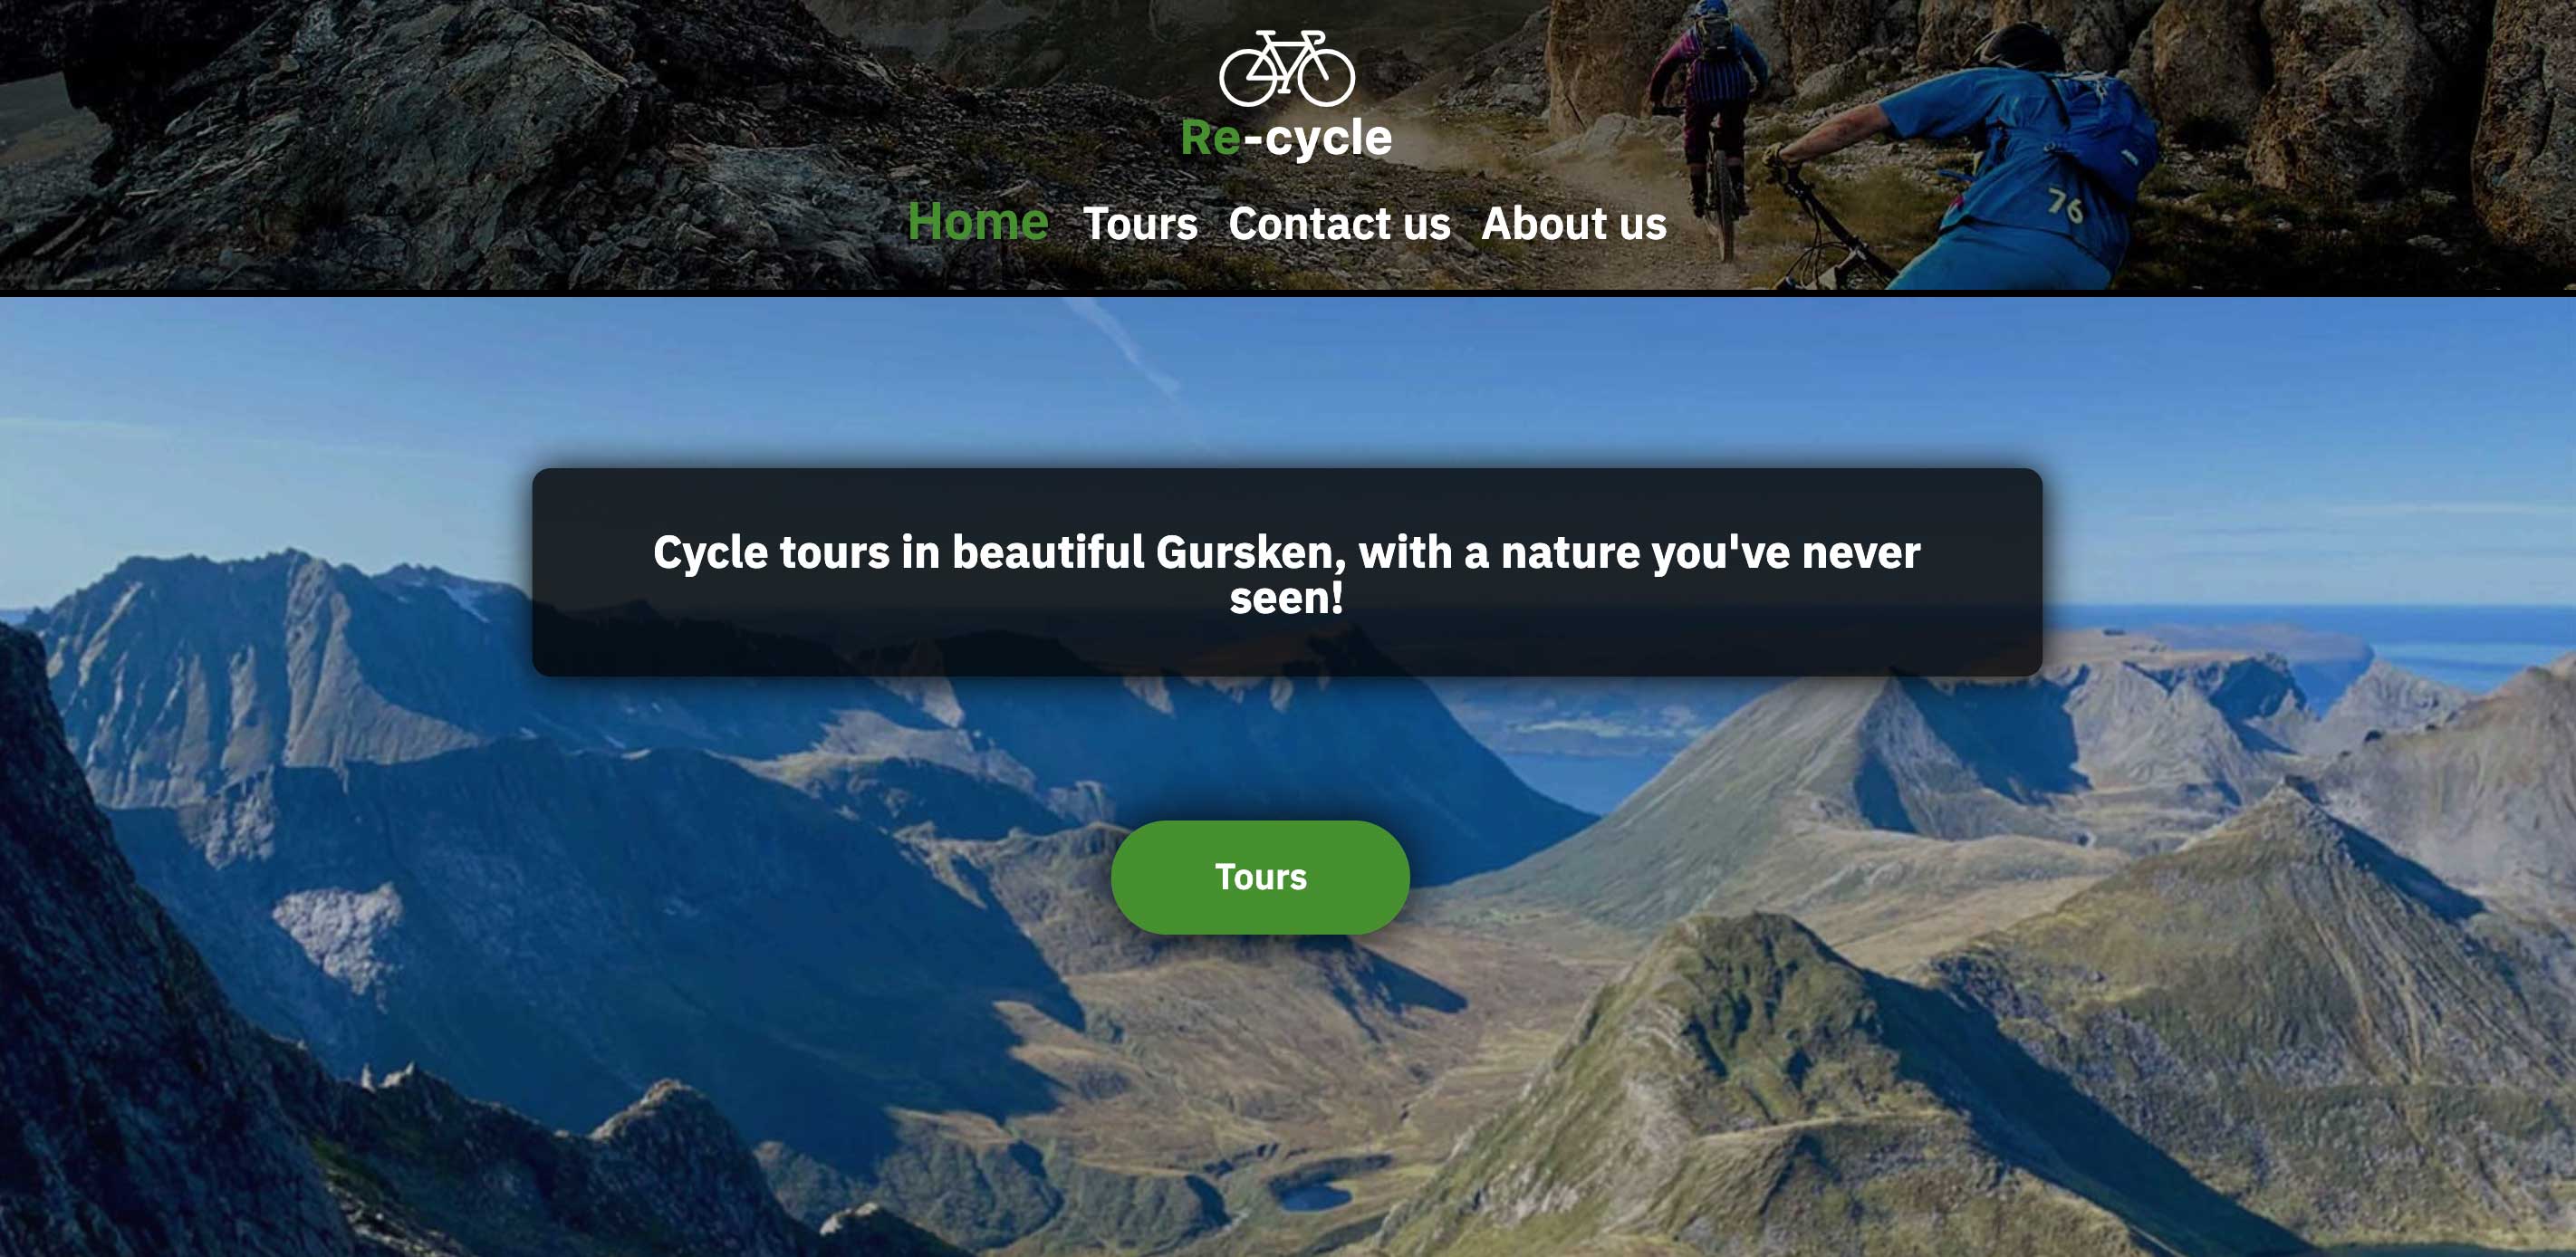 Re-cycle
Home Tours Contact us About us
76
Cycle tours in beautiful Gursken, with a nature you've never
seen!
Tours